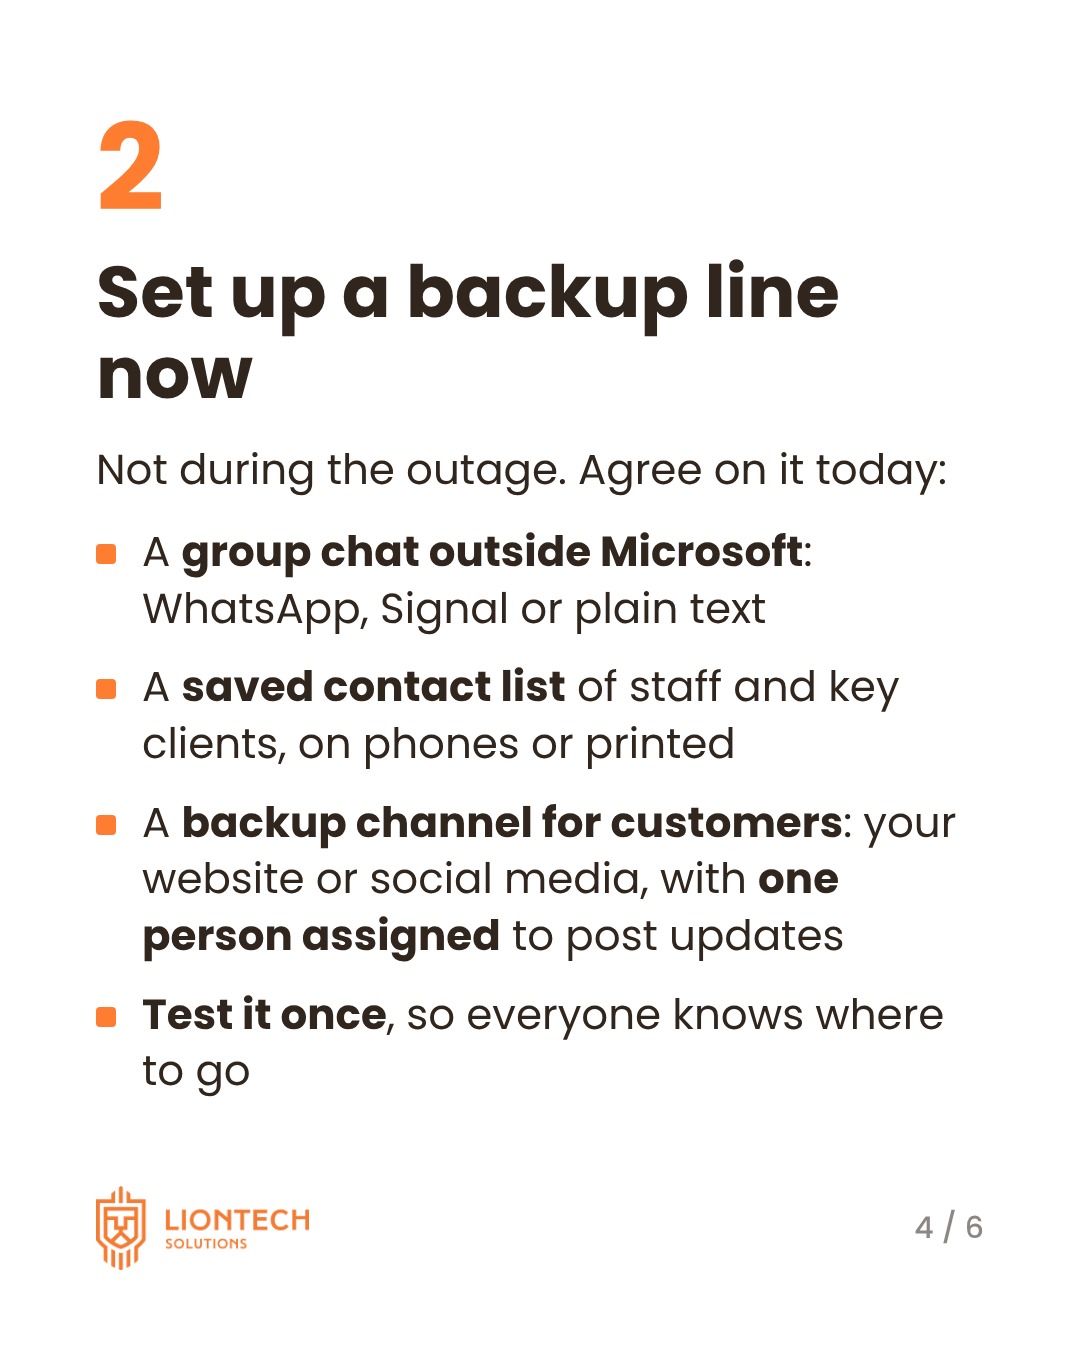 2
Set up a backup line
now
Not during the outage. Agree on it today:
A group chat outside Microsoft:
WhatsApp, Signal or plain text
A saved contact list of staff and key
clients, on phones or printed
A backup channel for customers: your
website or social media, with one
person assigned to post updates
Test it once, so everyone knows where
to go
LIONTECH
SOLUTIONS
4 / 6